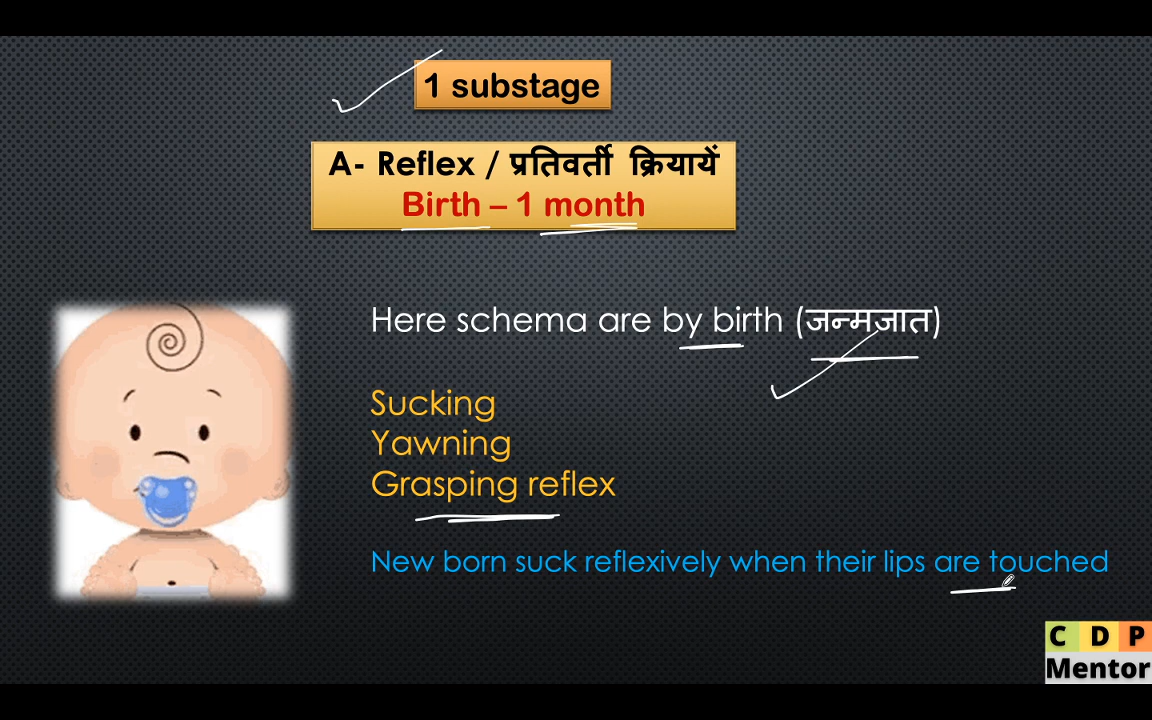 1 substage
A- Reflex / प्रतिवर्ती क्रियायें
Birth – 1 month
Here schema are by birth (जन्मजात)
Sucking
Yawning
Grasping reflex
New born suck reflexively when their lips are touched
C D P
Mentor